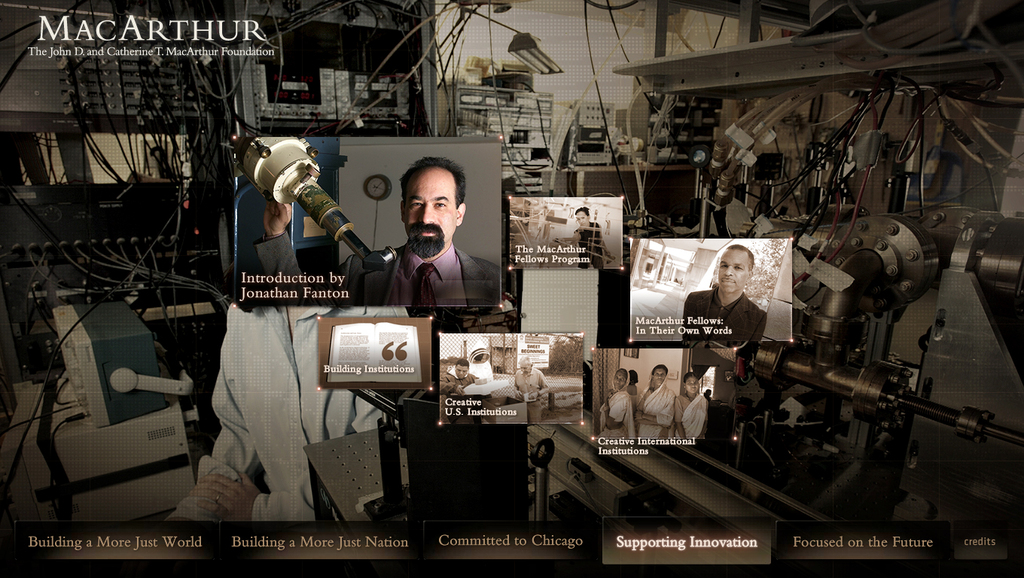 MACARTHUR
The John D. and Catherine T. MacArthur Foundation
Introduction by
Jonathan Fanton
The MacArthur
Fellows Program
MacArthur Fellows:
In Their Own Words
Building Institutions
SWEET
BEGINNINGS
Creative
U.S. Institutions
Creative International
Institutions
Building a More Just World
Building a More Just Nation
Committed to Chicago
Supporting Innovation
Focused on the Future
credits